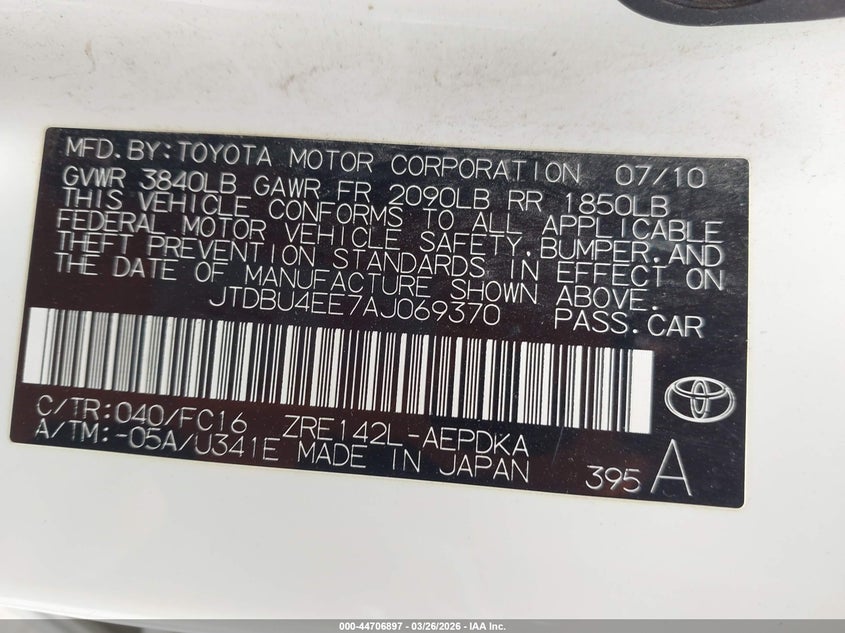 MFD.BY:TOYOTA MOTOR CORPORATION 07/10
GVWR 3840LB GAWR FR 2090LB RR 1850LB
THIS VEHICLE CONFORMS TO ALL APPLICABLE
FEDERAL MOTOR VEHICLE SAFETY,BUMPER,AND
THEFT PREVENTION STANDARDS IN EFFECT ON
THE DATE OF MANUFACTURE SHOWN ABOVE.
JTDBU4EE7AJ069370 PASS.CAR
C/TR:040/FC16 ZRE142L-AEPDKA
A/TM:-05A/U341E MADE IN JAPAN 395 A
000-44706897 - 03/26/2026 - IAA Inc.